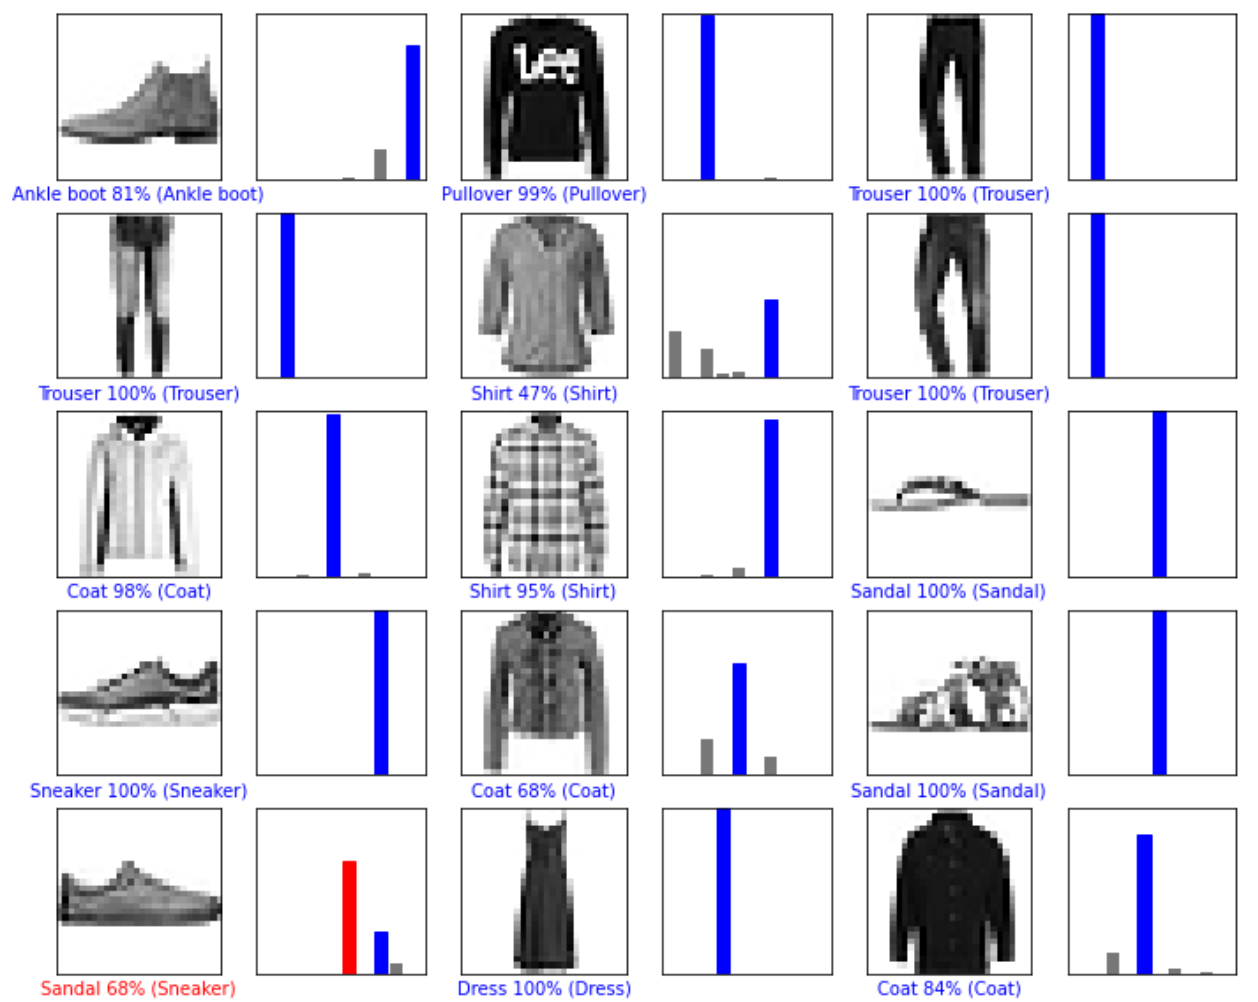 Lee
Ankle boot 81% (Ankle boot)
Pullover 99% (Pullover)
Trouser 100% (Trouser)
Trouser 100% (Trouser)
Shirt 47% (Shirt)
Trouser 100% (Trouser)
Coat 98% (Coat)
Shirt 95% (Shirt)
Sandal 100% (Sandal)
Sneaker 100% (Sneaker)
Coat 68% (Coat)
Sandal 100% (Sandal)
Sandal 68% (Sneaker)
Dress 100% (Dress)
Coat 84% (Coat)